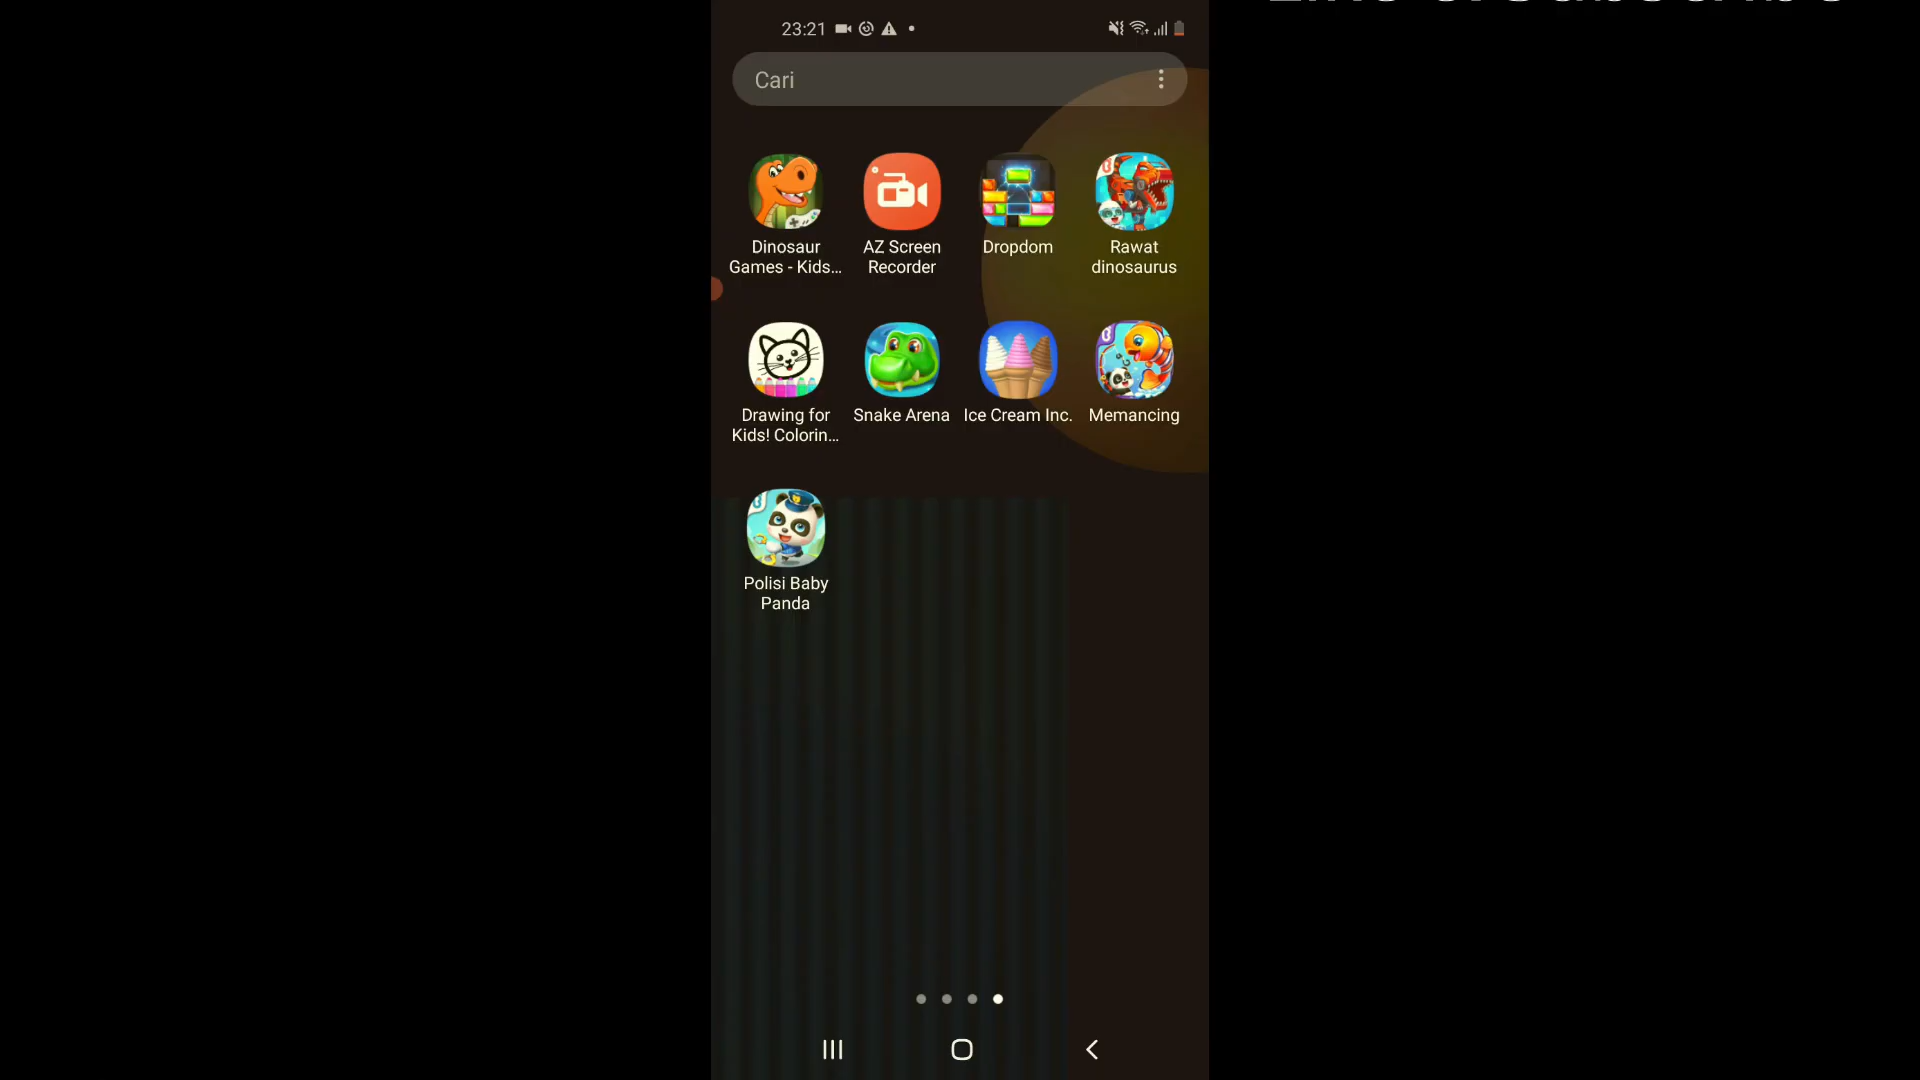 23:21
Cari
Dinosaur
Games - Kids...
AZ Screen
Recorder
Dropdom
Rawat
dinosaurus
Drawing for
Kids! Colorin...
Snake Arena
Ice Cream Inc.
Memancing
Polisi Baby
Panda